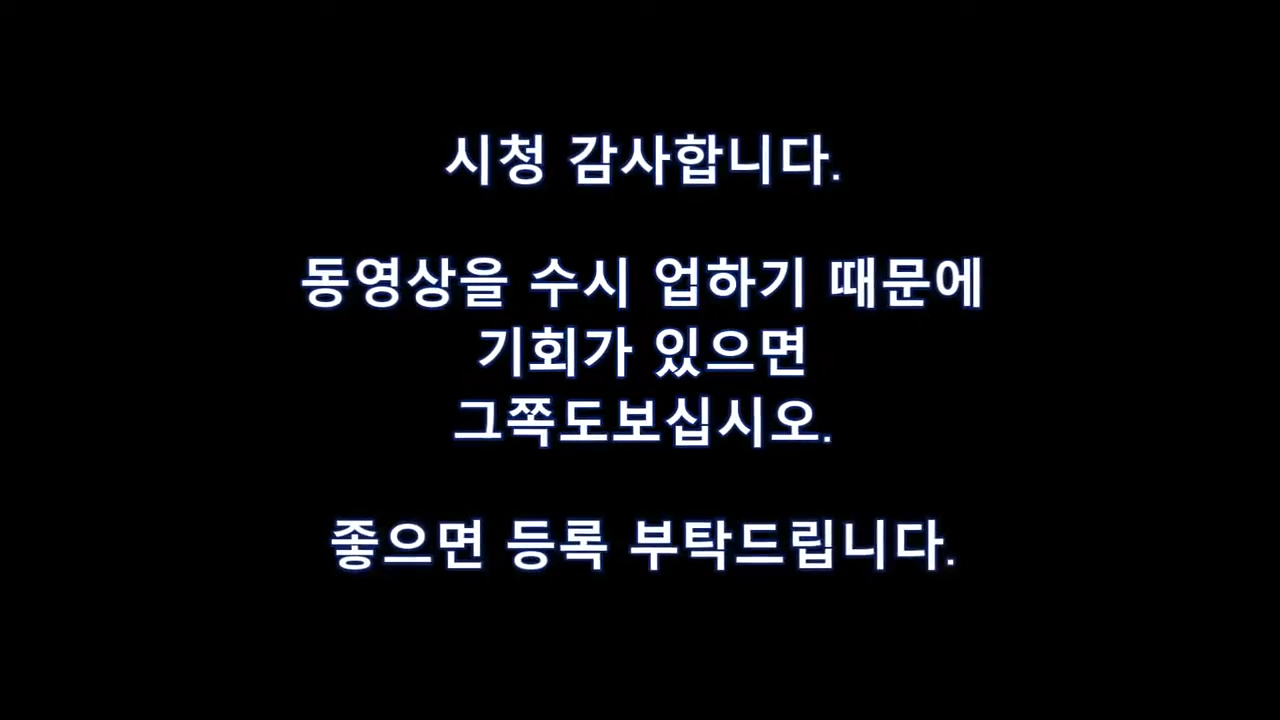 시청 감사합니다.
동영상을 수시 업하기 때문에
기회가 있으면
그쪽도보십시오.
좋으면 등록 부탁드립니다.